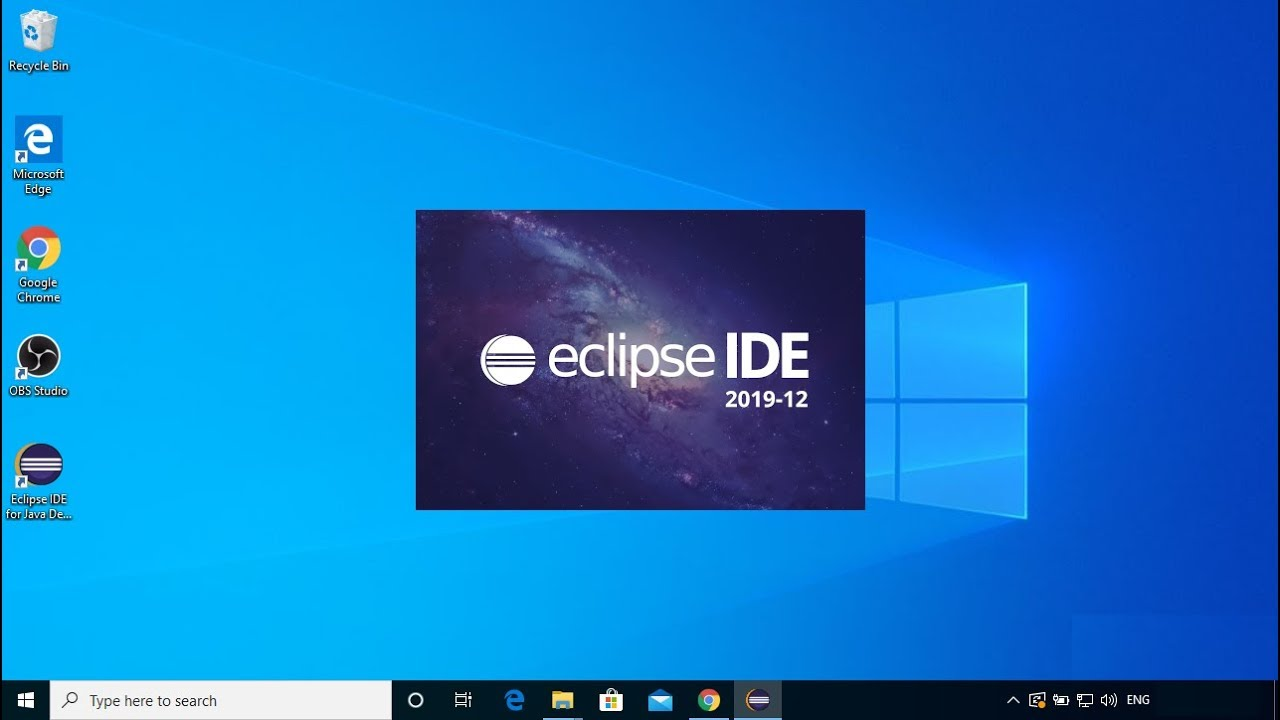 Recycle Bin
Microsoft
Edge
Google
Chrome
OBS Studio
Eclipse IDE
for Java De...
eclipse IDE
2019-12
Type here to search
ENG